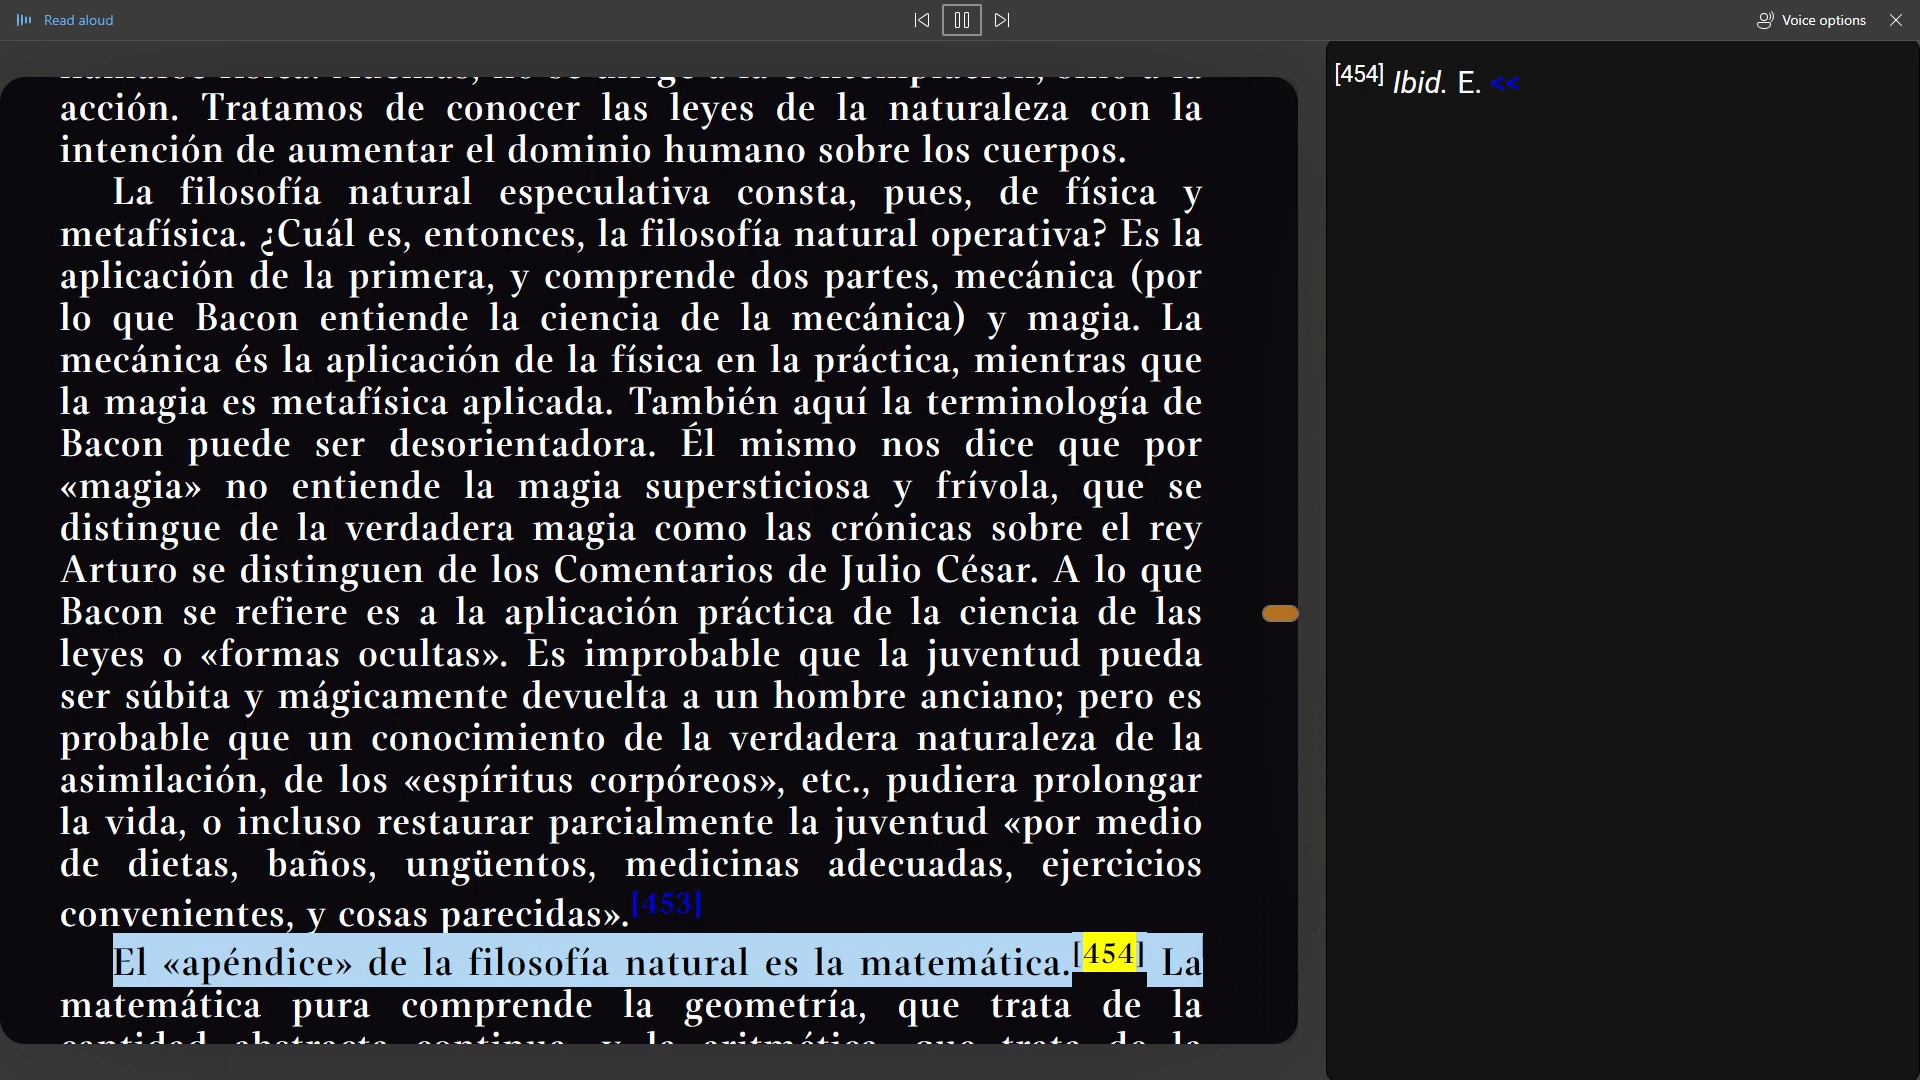 Read aloud
Voice options
acción. Tratamos de conocer las leyes de la naturaleza con la
intención de aumentar el dominio humano sobre los cuerpos.
La filosofía natural especulativa consta, pues, de física y
metafísica. ¿Cuál es, entonces, la filosofía natural operativa? Es la
aplicación de la primera, y comprende dos partes, mecánica (por
lo que Bacon entiende la ciencia de la mecánica) y magia. La
mecánica és la aplicación de la física en la práctica, mientras que
la magia es metafísica aplicada. También aquí la terminología de
Bacon puede ser desorientadora. Él mismo nos dice que por
«magia» no entiende la magia supersticiosa y frívola, que se
distingue de la verdadera magia como las crónicas sobre el rey
Arturo se distinguen de los Comentarios de Julio César. A lo que
Bacon se refiere es a la aplicación práctica de la ciencia de las
leyes o «formas ocultas». Es improbable que la juventud pueda
ser súbita y mágicamente devuelta a un hombre anciano; pero es
probable que un conocimiento de la verdadera naturaleza de la
asimilación, de los «espíritus corpóreos», etc., pudiera prolongar
la vida, o incluso restaurar parcialmente la juventud «por medio
de dietas, baños, ungüentos, medicinas adecuadas, ejercicios
convenientes, y cosas parecidas».[453]
El «apéndice» de la filosofía natural es la matemática.[454] La
matemática pura comprende la geometría, que trata de la
cantidad abstracta continua, y la aritmética, que trata de la
[454] Ibid. E. <<